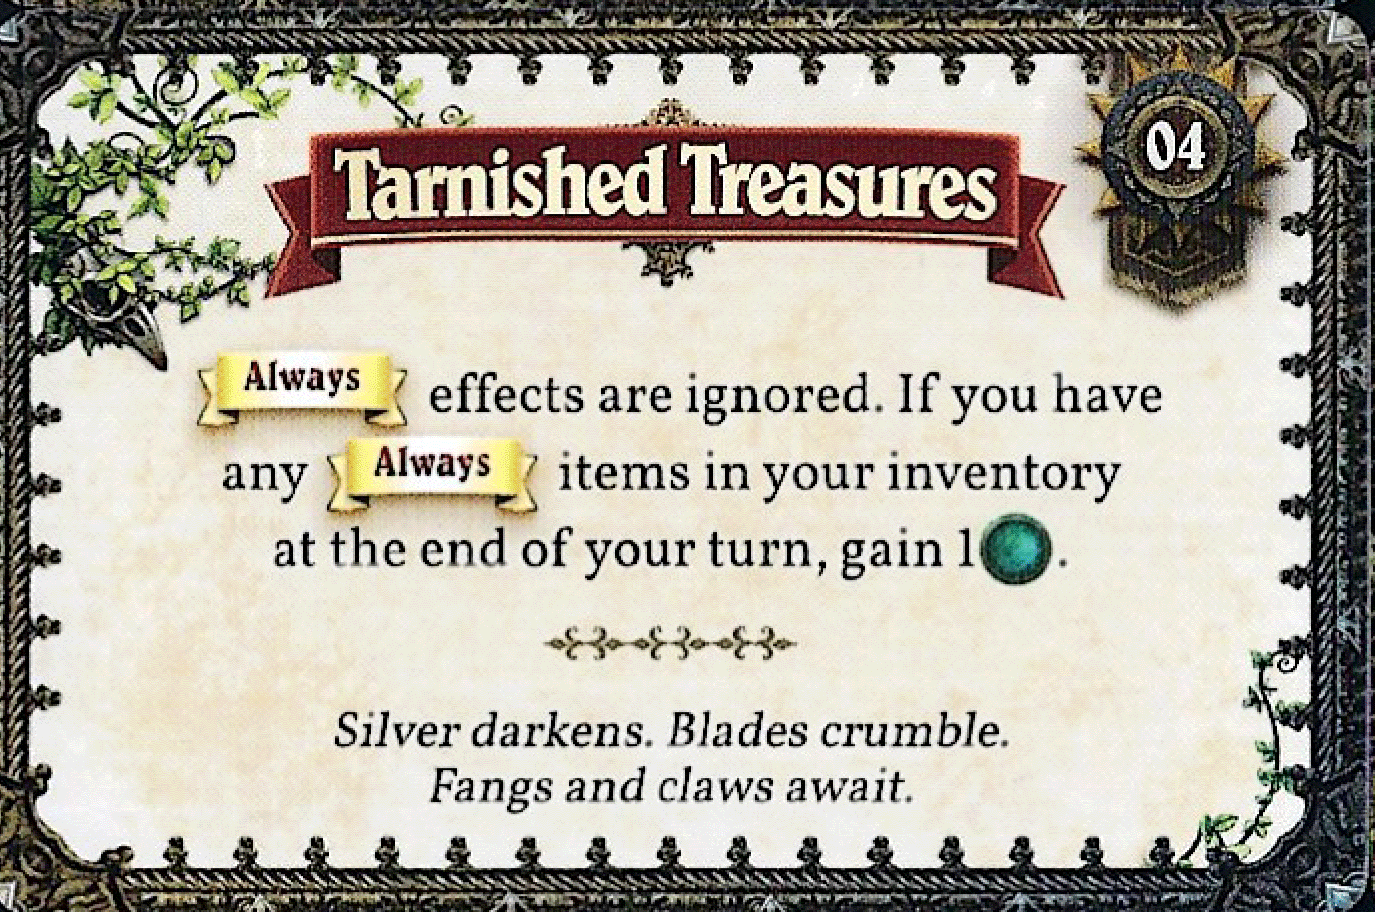 04
Tarnished Treasures
Always effects are ignored. If you have
any Always items in your inventory
at the end of your turn, gain 1 .
Silver darkens. Blades crumble.
Fangs and claws await.